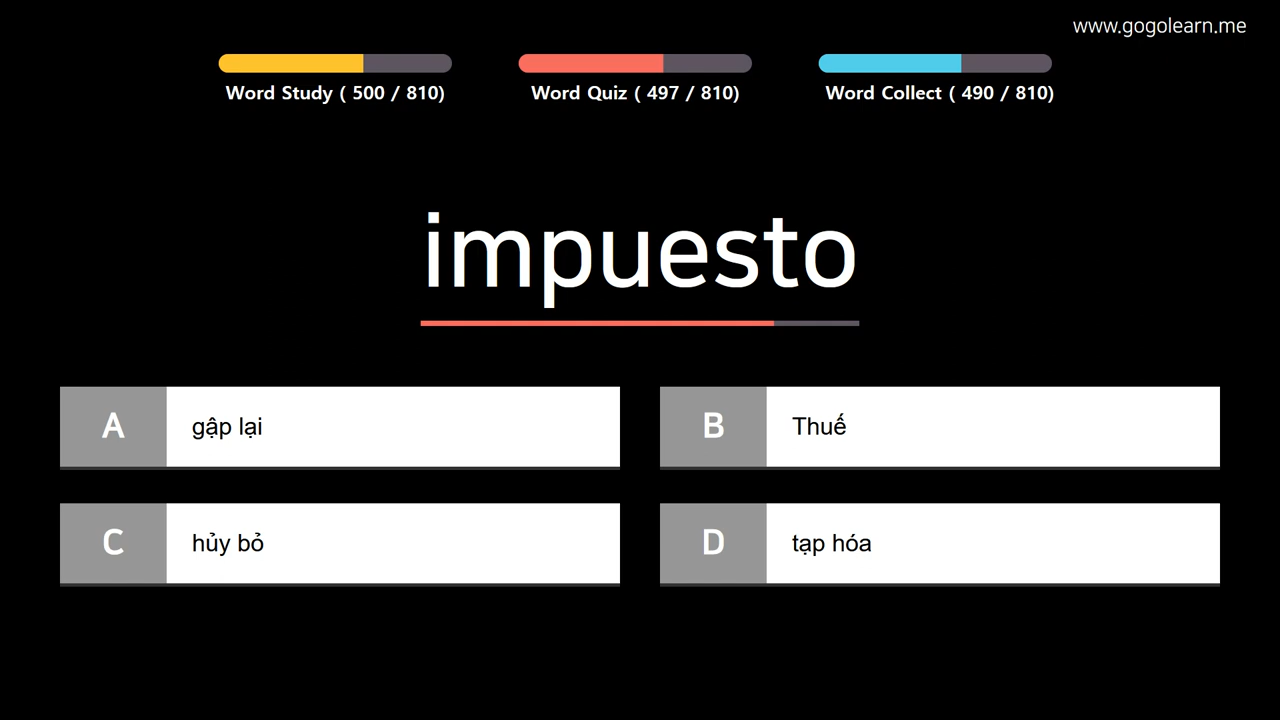 www.gogolearn.me
Word Study ( 500 / 810)
Word Quiz ( 497 / 810)
Word Collect ( 490 / 810)
impuesto
A gập lại
B Thuế
C hủy bỏ
D tạp hóa